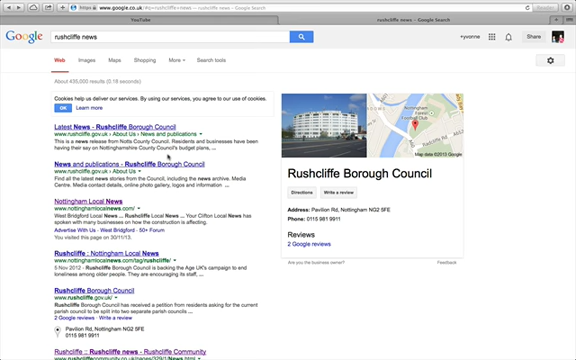 www.google.co.uk
rushcliffe news - Google Search
Reader
YouTube
rushcliffe news - Google Search
Google
rushcliffe news
+yvonne
Share
Web
Images
Maps
Shopping
More
Search tools
About 435,000 results (0.18 seconds)
Cookies help us deliver our services. By using our services, you agree to our use of cookies.
OK
Learn more
Latest News - Rushcliffe Borough Council
www.rushcliffe.gov.uk › About Us › News and publications
This is a news release from Notts County Council. Residents and businesses have
been having their say on Nottinghamshire County Council's budget plans, ...
News and publications - Rushcliffe Borough Council
www.rushcliffe.gov.uk › About Us
Find all the latest news stories from the Council, including the news archive. Media
Centre. Media contact details, online photo gallery, logos and information ...
Nottingham Local News
www.nottinghamlocalnews.com/
West Bridgford Local News ... Your Clifton Local News has
spoken with many businesses on how the construction is affecting.
Advertise With Us - West Bridgford - 50+ Forum
You visited this page on 30/11/13.
Rushcliffe : Nottingham Local News
www.nottinghamlocalnews.com/tag/rushcliffe/
5 Nov 2012 - Rushcliffe Borough Council is backing the Age UK's campaign to end
loneliness among older people. They are encouraging its staff, ...
Rushcliffe Borough Council
www.rushcliffe.gov.uk/
Rushcliffe Borough Council has received a petition from residents asking for the current
parish council to be split into two separate parish councils ...
2 Google reviews - Write a review
Pavilion Rd, Nottingham NG2 5FE
0115 981 9911
Rushcliffe :: Rushcliffe news - Community
Nottingham
Forest
Football Club
Map data ©2013 Google
Rushcliffe Borough Council
Directions
Write a review
Address: Pavilion Rd, Nottingham NG2 5FE
Phone: 0115 981 9911
Reviews
2 Google reviews
Are you the business owner?
Feedback